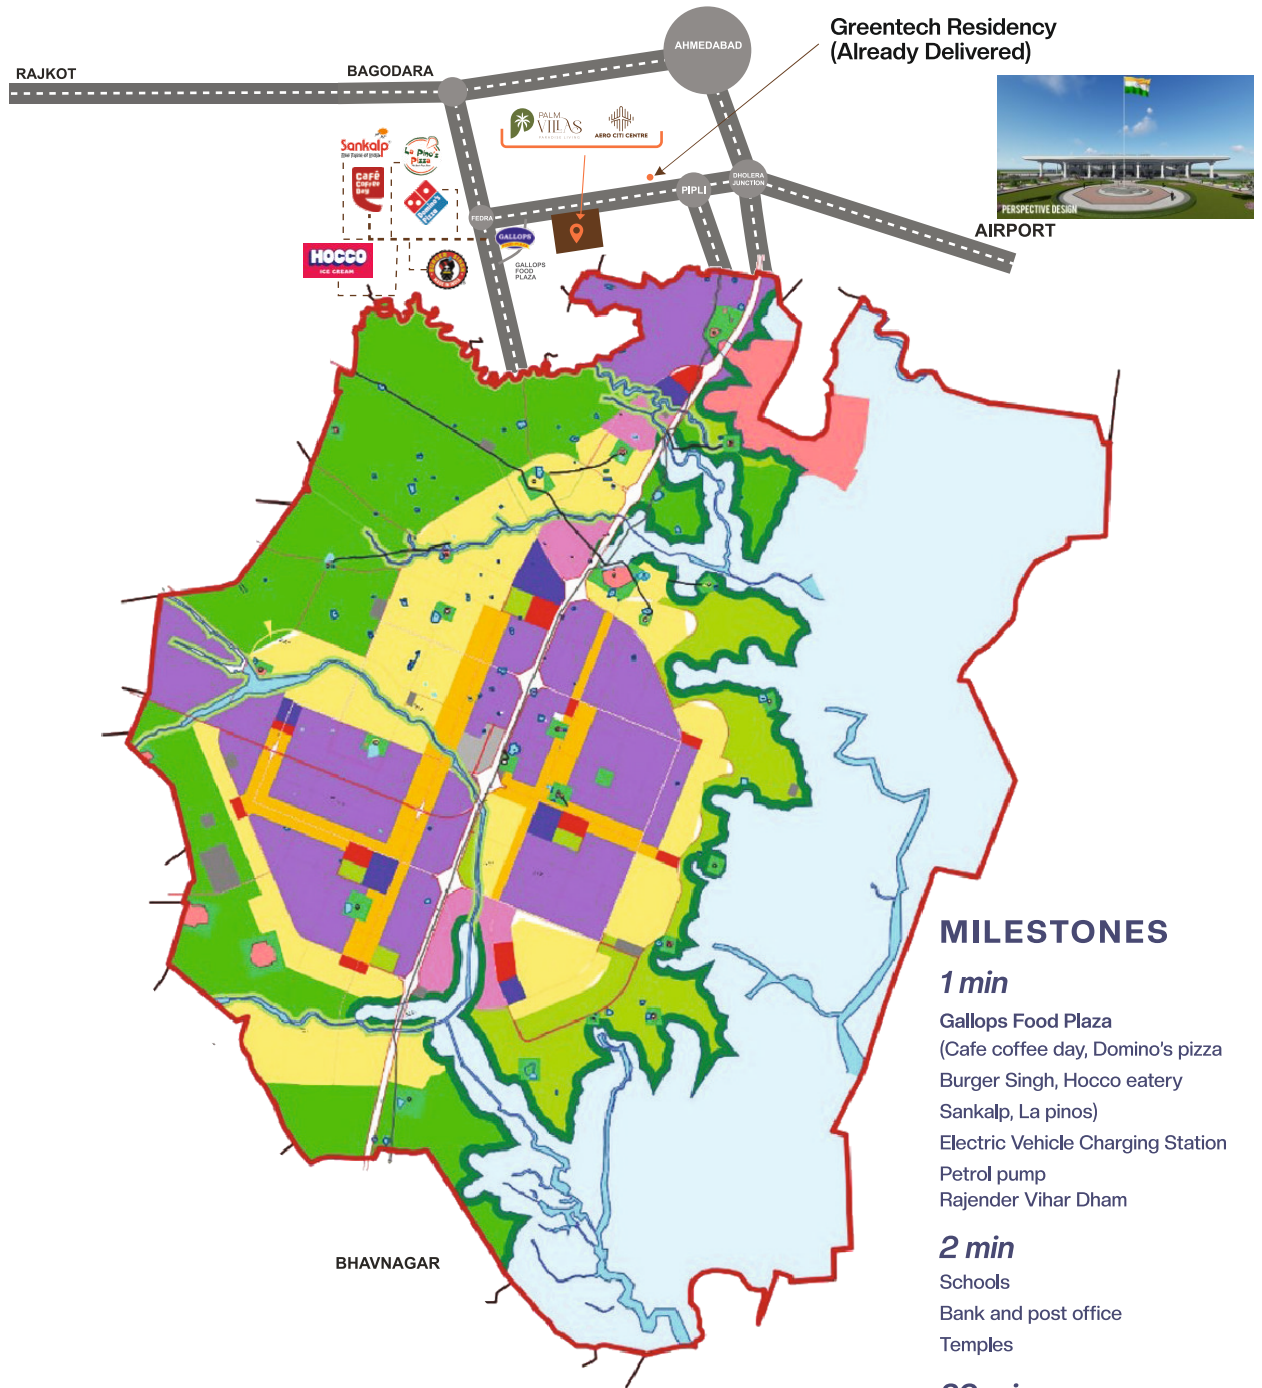 Greentech Residency
(Already Delivered)
AHMEDABAD
RAJKOT
BAGODARA
PALM
VILLAS
AERO CITI CENTRE
Sankalp
La Pino'z
Pizza
Café
Coffee
Day
Domino's
Pizza
PIPLI
DHOLERA
JUNCTION
FEDRA
GALLOPS
GALLOPS
FOOD
PLAZA
HOCCO
ICE CREAM
PERSPECTIVE DESIGN
AIRPORT
MILESTONES
1 min
Gallops Food Plaza
(Cafe coffee day, Domino's pizza
Burger Singh, Hocco eatery
Sankalp, La pinos)
Electric Vehicle Charging Station
Petrol pump
Rajender Vihar Dham
2 min
Schools
Bank and post office
Temples
BHAVNAGAR